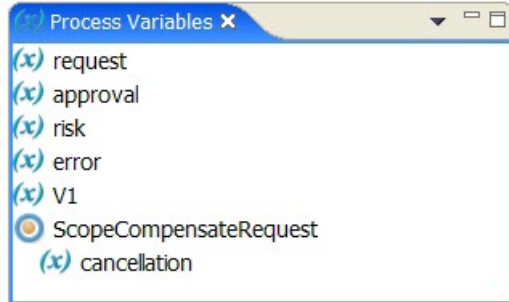 (x) Process Variables
(x) request
(x) approval
(x) risk
(x) error
(x) V1
ScopeCompensateRequest
(x) cancellation